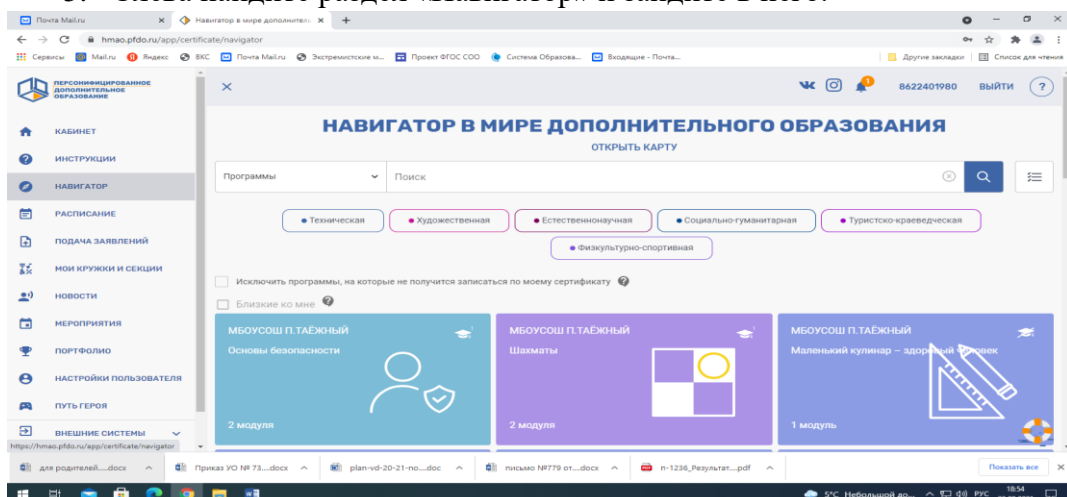 Почта Mail.ru
Навигатор в мире дополнител
hmao.pfdo.ru/app/certificate/navigator
Сервисы Mail.ru Яндекс ВКС Почта Mail.ru Экстремистские м... Проект ФГОС СОО Система Образова... Входящие - Почта... Другие закладки Список для чтения
ПЕРСОНИФИЦИРОВАННОЕ
ДОПОЛНИТЕЛЬНОЕ
ОБРАЗОВАНИЕ
8622401980 ВЫЙТИ ?
КАБИНЕТ
ИНСТРУКЦИИ
НАВИГАТОР
РАСПИСАНИЕ
ПОДАЧА ЗАЯВЛЕНИЙ
МОИ КРУЖКИ И СЕКЦИИ
НОВОСТИ
МЕРОПРИЯТИЯ
ПОРТФОЛИО
НАСТРОЙКИ ПОЛЬЗОВАТЕЛЯ
ПУТЬ ГЕРОЯ
ВНЕШНИЕ СИСТЕМЫ
НАВИГАТОР В МИРЕ ДОПОЛНИТЕЛЬНОГО ОБРАЗОВАНИЯ
ОТКРЫТЬ КАРТУ
Программы Поиск
Техническая Художественная Естественнонаучная Социально-гуманитарная Туристско-краеведческая
Физкультурно-спортивная
Исключить программы, на которые не получится записаться по моему сертификату
Близкие ко мне
МБОУСОШ П.ТАЁЖНЫЙ
Основы безопасности
2 модуля
МБОУСОШ П.ТАЁЖНЫЙ
Шахматы
2 модуля
МБОУСОШ П.ТАЁЖНЫЙ
Маленький кулинар – здоровый человек
1 модуль
https://hmao.pfdo.ru/app/certificate/navigator
для родителей....docx Приказ УО № 73....docx plan-vd-20-21-no....doc письмо №779 от....docx п-1236_Результат....pdf Показать все
5°C Небольшой до... РУС 18:54